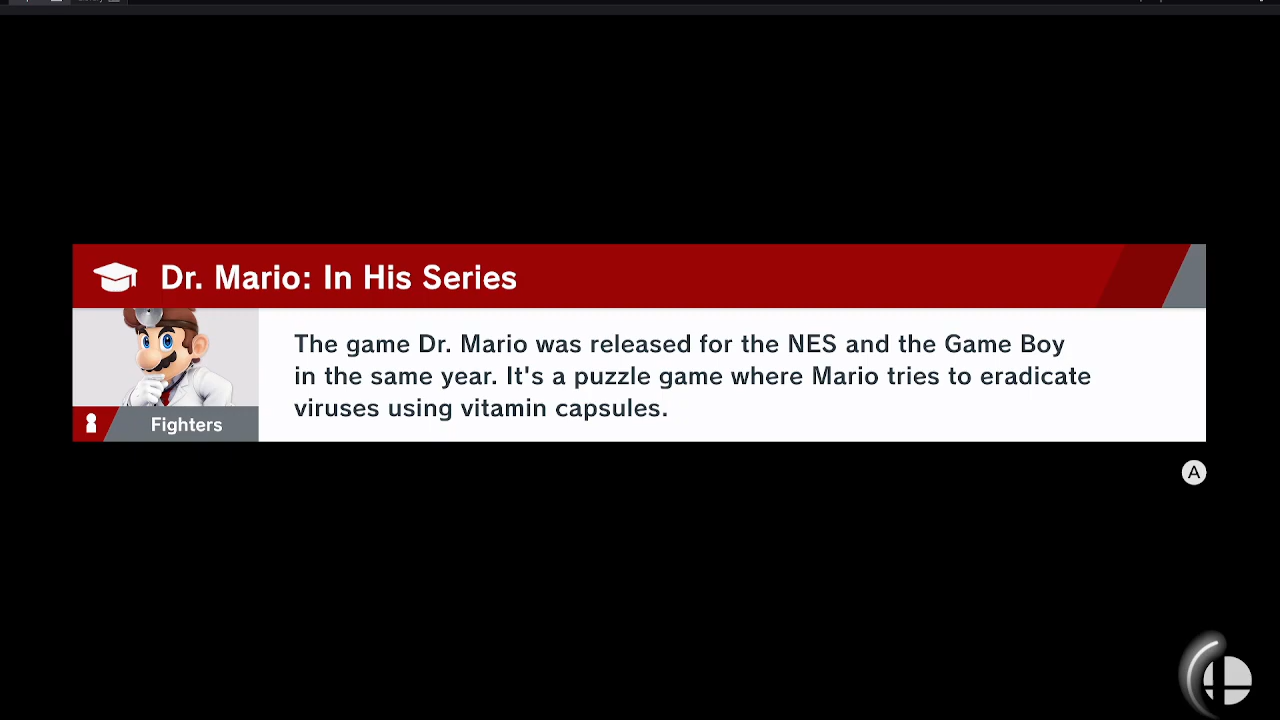 Dr. Mario: In His Series
The game Dr. Mario was released for the NES and the Game Boy
in the same year. It's a puzzle game where Mario tries to eradicate
viruses using vitamin capsules.
Fighters
A